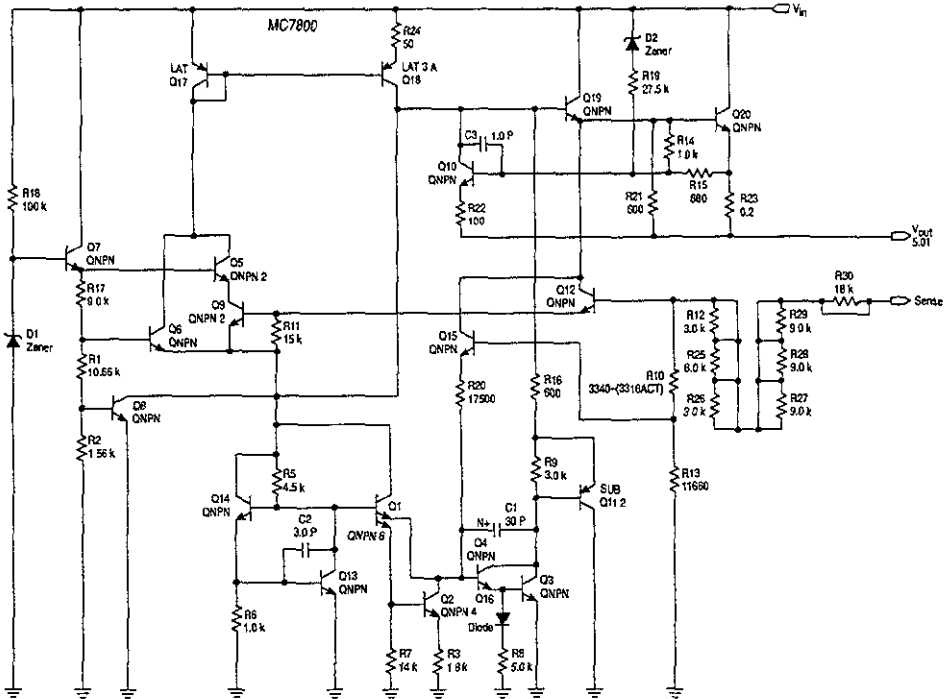 MC7800
Vin
R24
50
D2
Zener
LAT
Q17
LAT 3 A
Q18
R19
27.5 k
Q19
QNPN
Q20
QNPN
C3
1.0 P
R14
1.0 k
Q10
QNPN
R18
100 k
R15
680
R21
600
R23
0.2
R22
100
Q7
QNPN
Vout
5.01
Q5
QNPN 2
R17
9.0 k
R30
18 k
Q12
QNPN
Sense
Q9
QNPN 2
R12
3.0 k
R29
9.0 k
R11
15 k
D1
Zener
Q6
QNPN
Q15
QNPN
R1
10.66 k
R25
6.0 k
R28
9.0 k
R10
3340-(3316ACT)
R20
17500
R16
600
R26
3.0 k
R27
9.0 k
Q8
QNPN
R2
1.56 k
R9
3.0 k
R13
11660
R5
4.5 k
SUB
Q11 2
Q14
QNPN
Q1
QNPN 6
C2
3.0 P
C1
30 P
N+
Q4
QNPN
Q13
QNPN
Q3
QNPN
Q2
QNPN 4
Q16
R6
1.0 k
Diode
R7
14 k
R3
1.8 k
R8
5.0 k